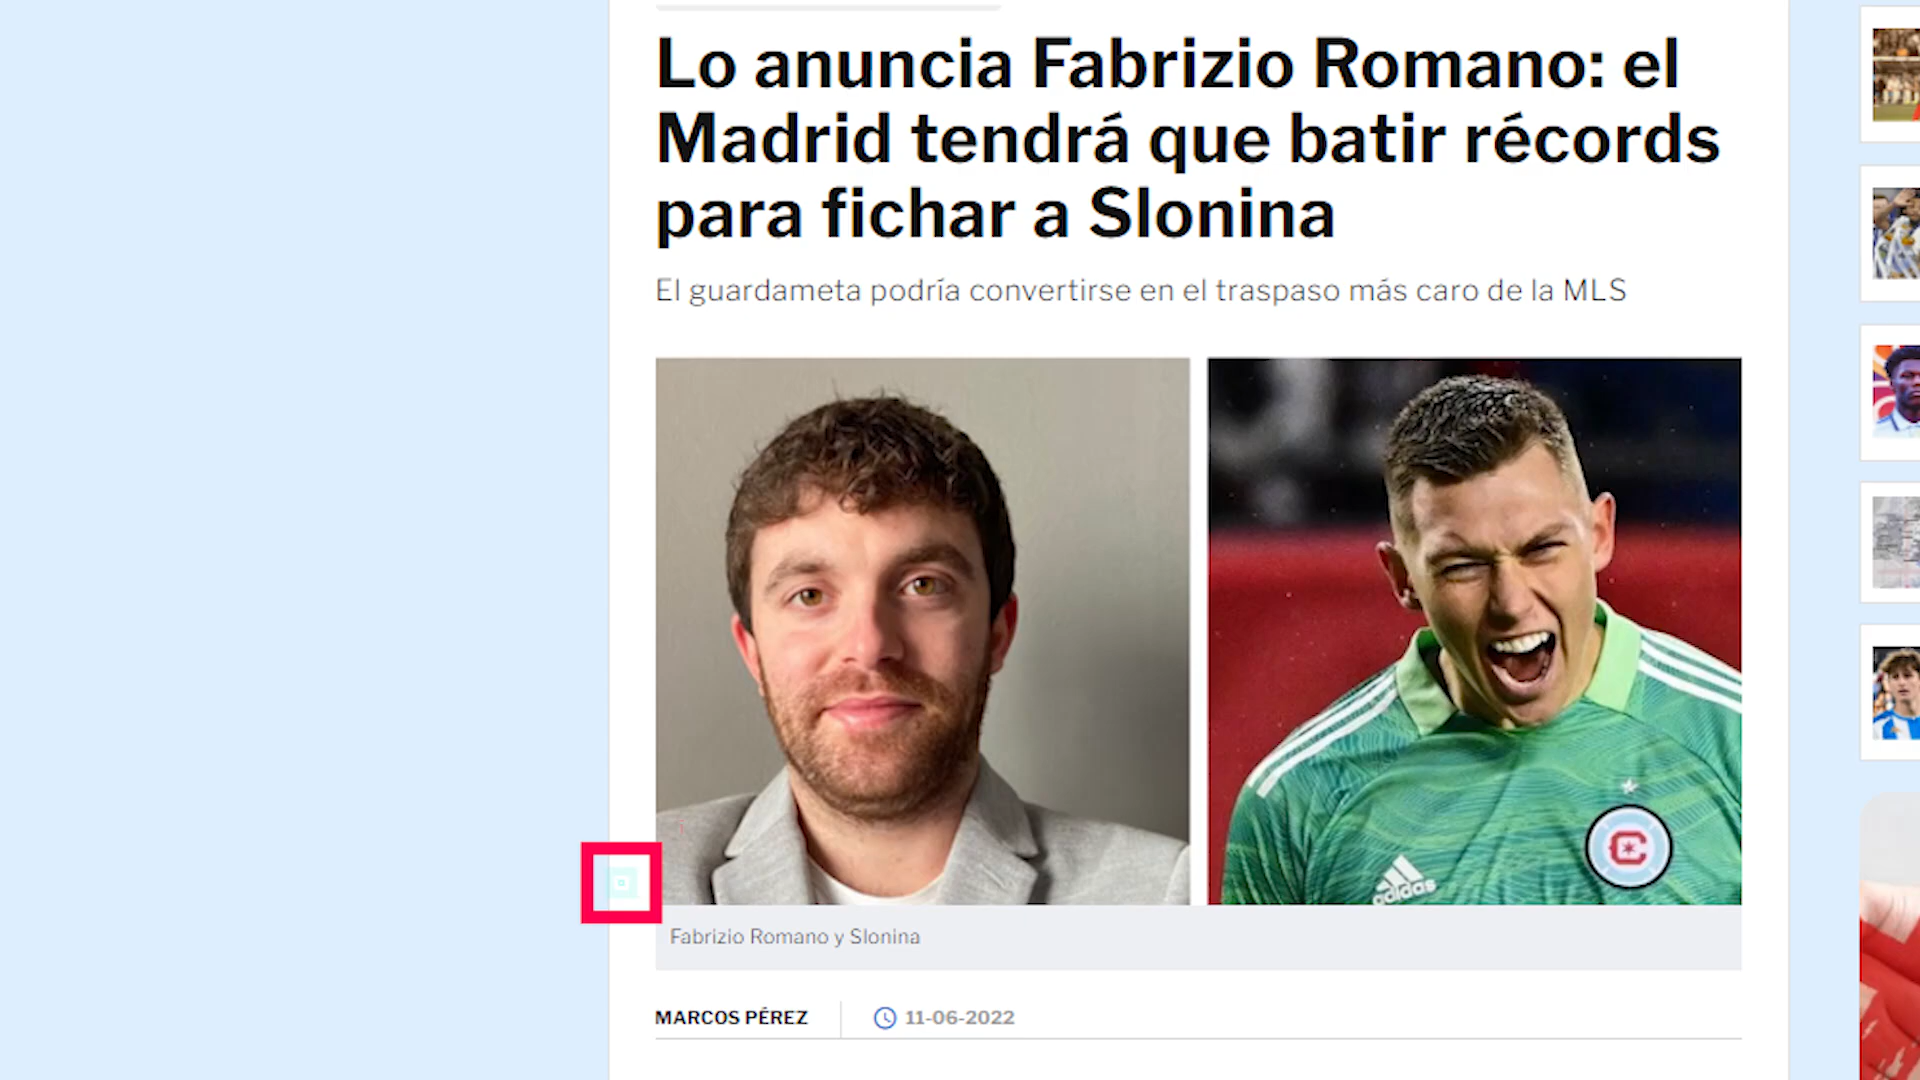 Lo anuncia Fabrizio Romano: el
Madrid tendrá que batir récords
para fichar a Slonina
El guardameta podría convertirse en el traspaso más caro de la MLS
adidas
C
Fabrizio Romano y Slonina
MARCOS PÉREZ
11-06-2022